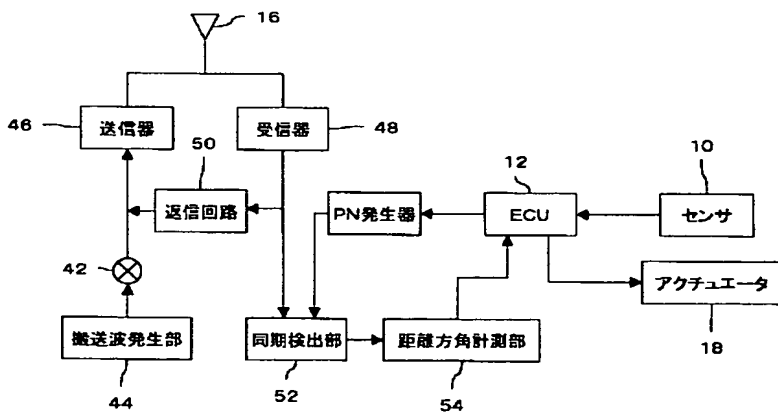 16
46
送信器
受信器
48
50
返信回路
PN発生器
12
ECU
10
センサ
42
アクチュエータ
18
搬送波発生部
44
同期検出部
52
距離方角計測部
54